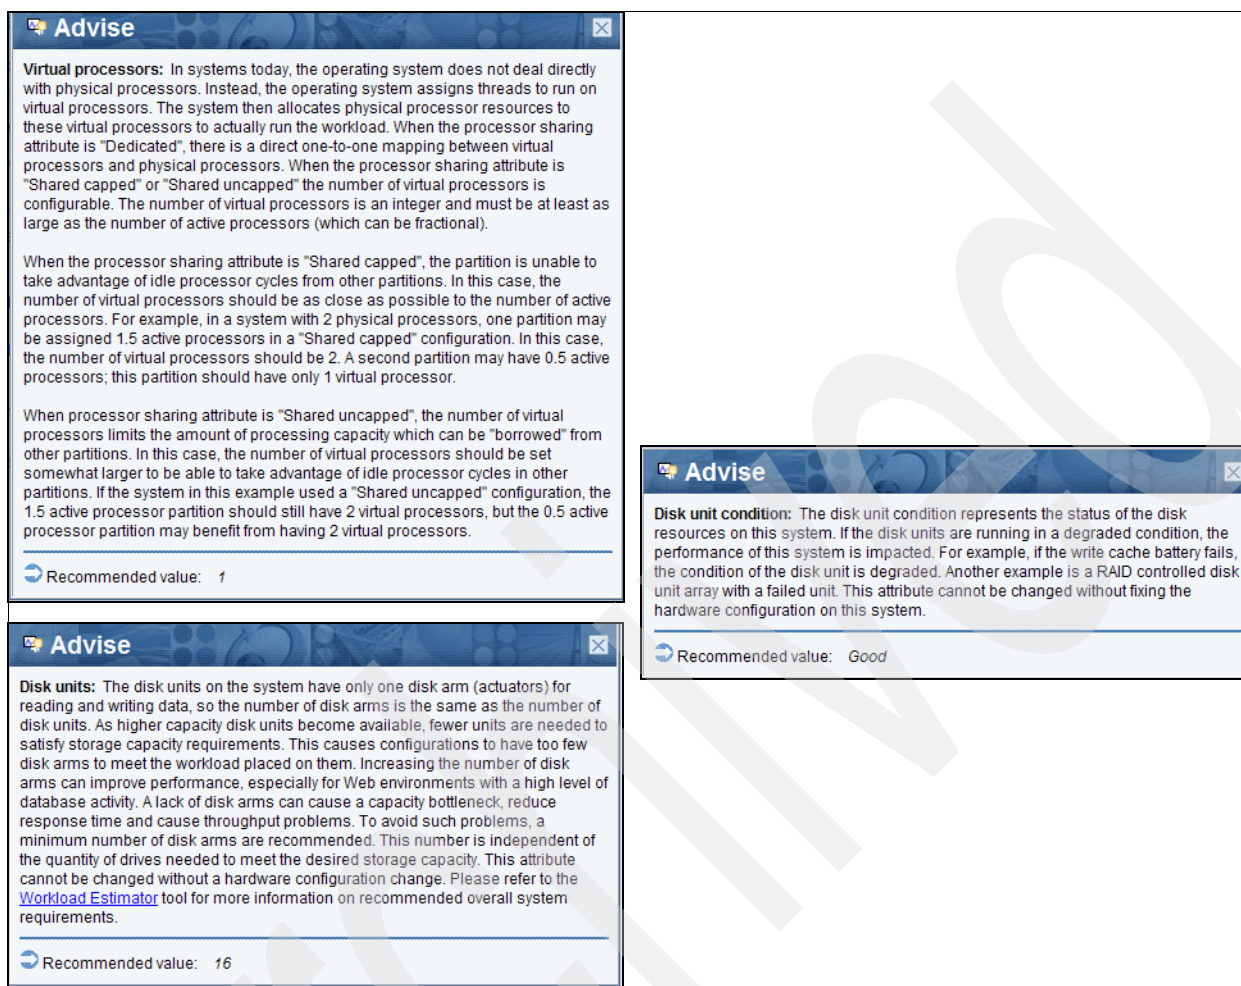 Advise
Virtual processors: In systems today, the operating system does not deal directly
with physical processors. Instead, the operating system assigns threads to run on
virtual processors. The system then allocates physical processor resources to
these virtual processors to actually run the workload. When the processor sharing
attribute is "Dedicated", there is a direct one-to-one mapping between virtual
processors and physical processors. When the processor sharing attribute is
"Shared capped" or "Shared uncapped" the number of virtual processors is
configurable. The number of virtual processors is an integer and must be at least as
large as the number of active processors (which can be fractional).
When the processor sharing attribute is "Shared capped", the partition is unable to
take advantage of idle processor cycles from other partitions. In this case, the
number of virtual processors should be as close as possible to the number of active
processors. For example, in a system with 2 physical processors, one partition may
be assigned 1.5 active processors in a "Shared capped" configuration. In this case,
the number of virtual processors should be 2. A second partition may have 0.5 active
processors; this partition should have only 1 virtual processor.
When processor sharing attribute is "Shared uncapped", the number of virtual
processors limits the amount of processing capacity which can be "borrowed" from
other partitions. In this case, the number of virtual processors should be set
somewhat larger to be able to take advantage of idle processor cycles in other
partitions. If the system in this example used a "Shared uncapped" configuration, the
1.5 active processor partition should still have 2 virtual processors, but the 0.5 active
processor partition may benefit from having 2 virtual processors.
Recommended value: 1
Advise
Disk unit condition: The disk unit condition represents the status of the disk
resources on this system. If the disk units are running in a degraded condition, the
performance of this system is impacted. For example, if the write cache battery fails,
the condition of the disk unit is degraded. Another example is a RAID controlled disk
unit array with a failed unit. This attribute cannot be changed without fixing the
hardware configuration on this system.
Recommended value: Good
Advise
Disk units: The disk units on the system have only one disk arm (actuators) for
reading and writing data, so the number of disk arms is the same as the number of
disk units. As higher capacity disk units become available, fewer units are needed to
satisfy storage capacity requirements. This causes configurations to have too few
disk arms to meet the workload placed on them. Increasing the number of disk
arms can improve performance, especially for Web environments with a high level of
database activity. A lack of disk arms can cause a capacity bottleneck, reduce
response time and cause throughput problems. To avoid such problems, a
minimum number of disk arms are recommended. This number is independent of
the quantity of drives needed to meet the desired storage capacity. This attribute
cannot be changed without a hardware configuration change. Please refer to the
Workload Estimator tool for more information on recommended overall system
requirements.
Recommended value: 16